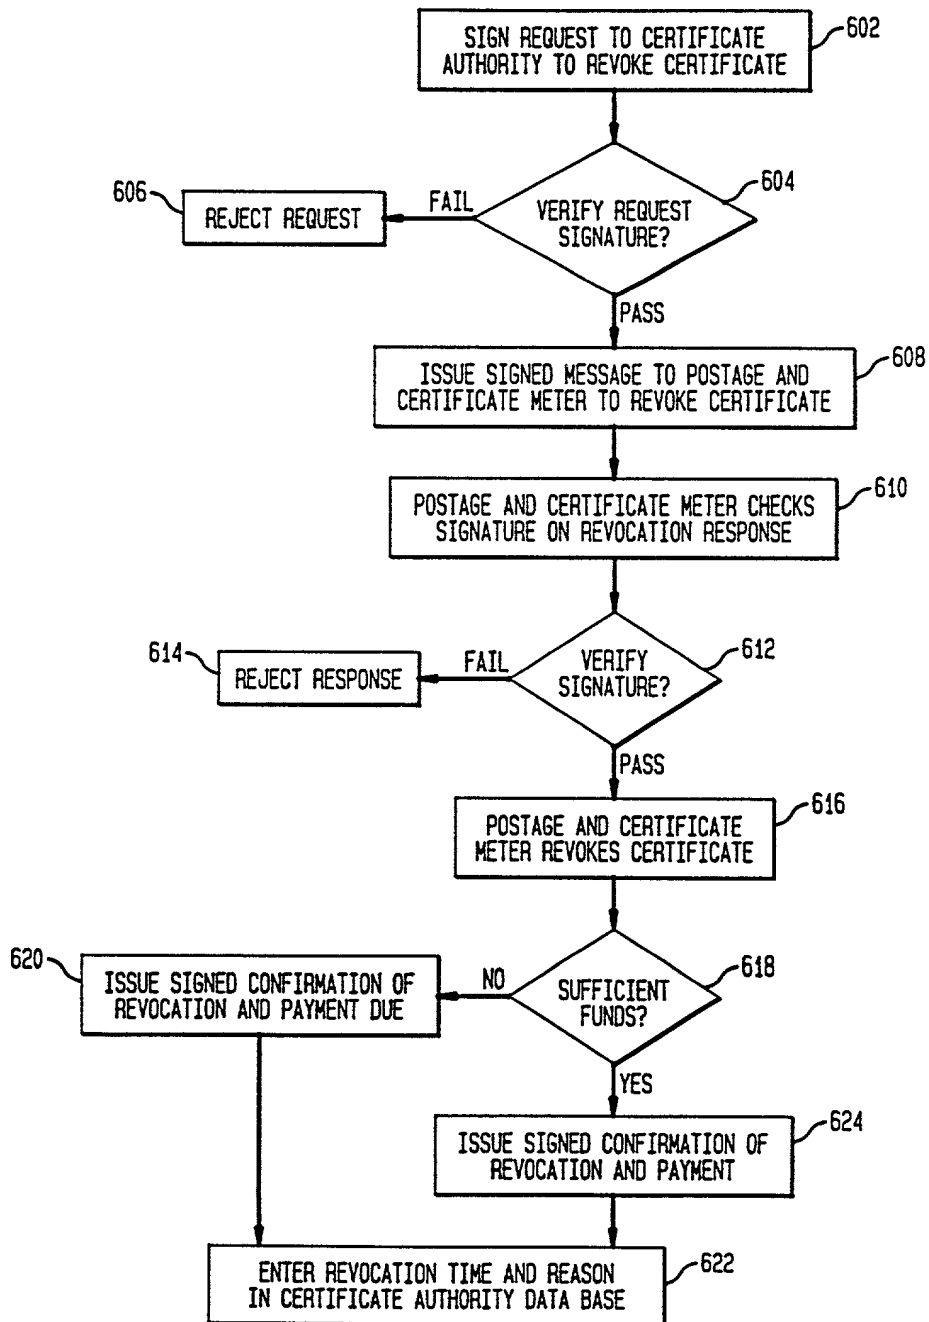 SIGN REQUEST TO CERTIFICATE
AUTHORITY TO REVOKE CERTIFICATE
602
VERIFY REQUEST
SIGNATURE?
604
FAIL
606
REJECT REQUEST
PASS
ISSUE SIGNED MESSAGE TO POSTAGE AND
CERTIFICATE METER TO REVOKE CERTIFICATE
608
POSTAGE AND CERTIFICATE METER CHECKS
SIGNATURE ON REVOCATION RESPONSE
610
VERIFY
SIGNATURE?
612
FAIL
614
REJECT RESPONSE
PASS
POSTAGE AND CERTIFICATE
METER REVOKES CERTIFICATE
616
SUFFICIENT
FUNDS?
618
NO
620
ISSUE SIGNED CONFIRMATION OF
REVOCATION AND PAYMENT DUE
YES
ISSUE SIGNED CONFIRMATION OF
REVOCATION AND PAYMENT
624
ENTER REVOCATION TIME AND REASON
IN CERTIFICATE AUTHORITY DATA BASE
622